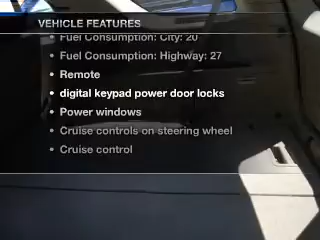 VEHICLE FEATURES
• Fuel Consumption: City: 20
• Fuel Consumption: Highway: 27
• Remote
• digital keypad power door locks
• Power windows
• Cruise controls on steering wheel
• Cruise control